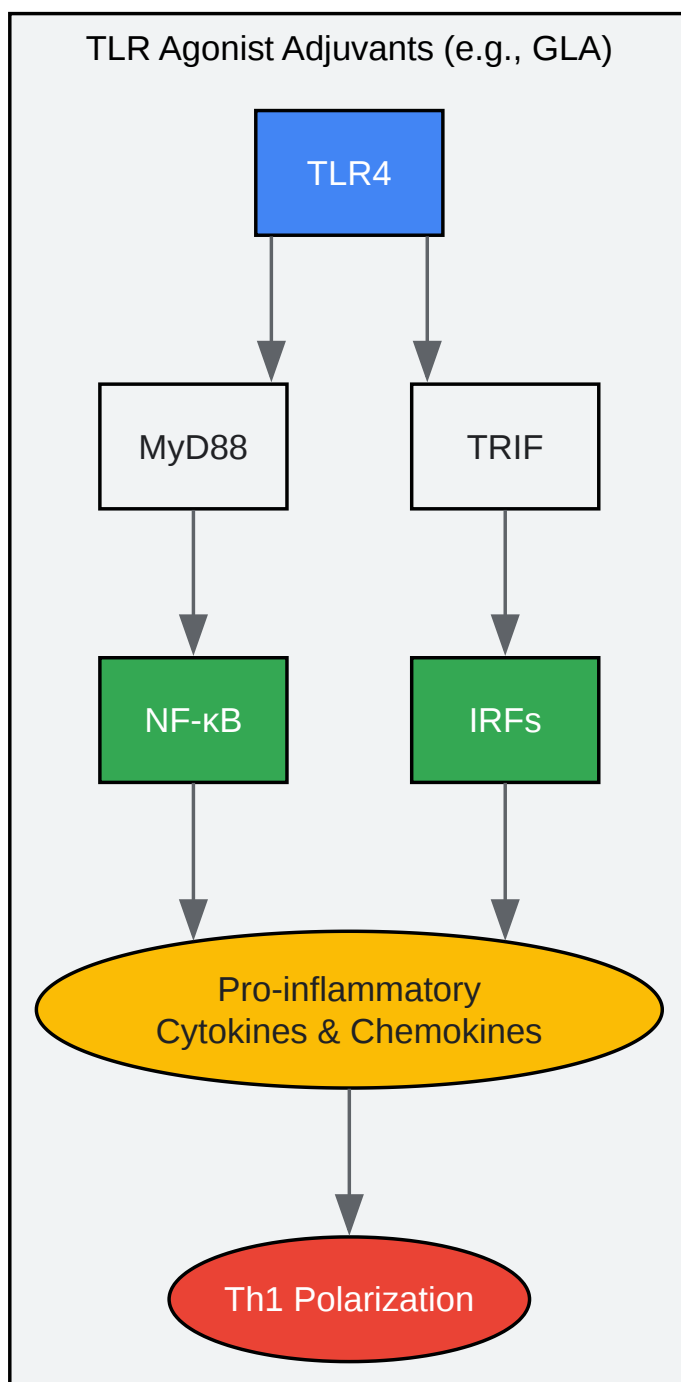 TLR Agonist Adjuvants (e.g., GLA)
TLR4
MyD88
TRIF
NF-κB
IRFs
Pro-inflammatory
Cytokines & Chemokines
Th1 Polarization